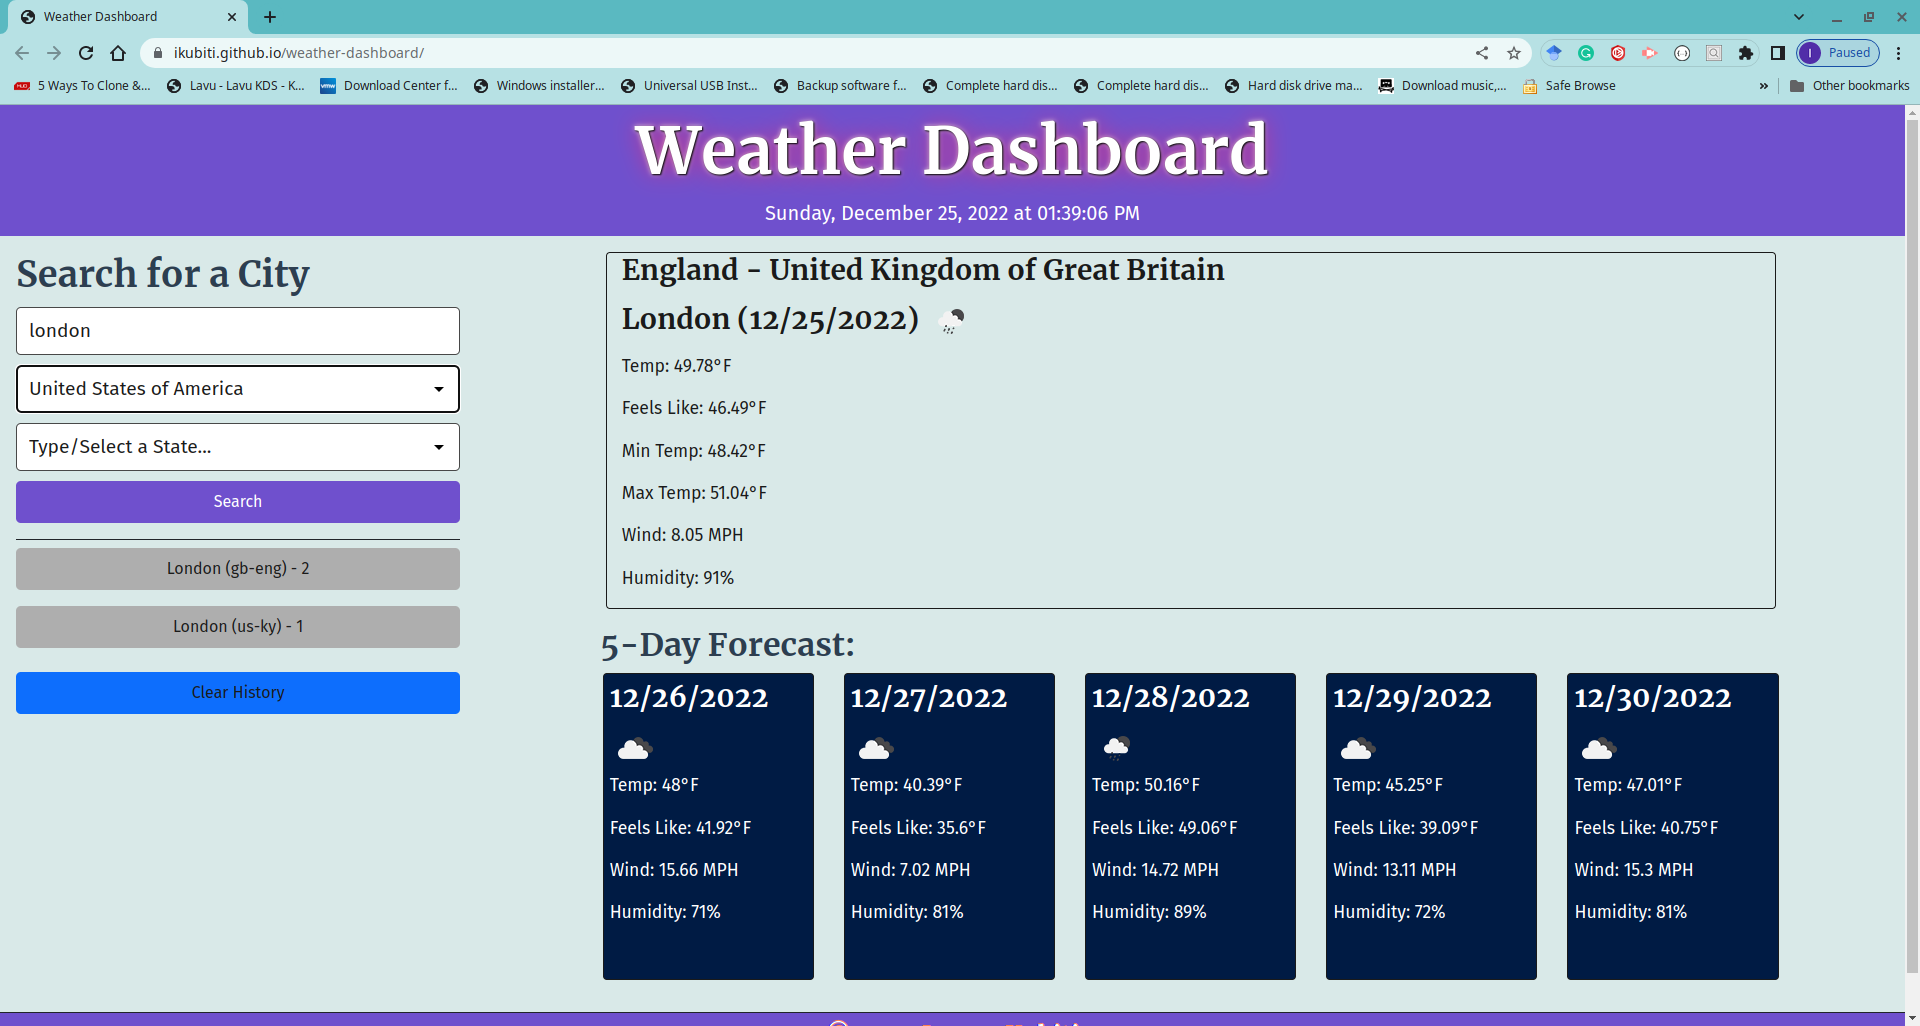 Weather Dashboard
ikubiti.github.io/weather-dashboard/
Paused
5 Ways To Clone &...
Lavu - Lavu KDS - K...
Download Center f...
Windows installer...
Universal USB Inst...
Backup software f...
Complete hard dis...
Complete hard dis...
Hard disk drive ma...
Download music,...
Safe Browse
»
Other bookmarks
Weather Dashboard
Sunday, December 25, 2022 at 01:39:06 PM
Search for a City
london
United States of America
Type/Select a State...
Search
London (gb-eng) - 2
London (us-ky) - 1
Clear History
England - United Kingdom of Great Britain
London (12/25/2022)
Temp: 49.78°F
Feels Like: 46.49°F
Min Temp: 48.42°F
Max Temp: 51.04°F
Wind: 8.05 MPH
Humidity: 91%
5-Day Forecast:
12/26/2022
Temp: 48°F
Feels Like: 41.92°F
Wind: 15.66 MPH
Humidity: 71%
12/27/2022
Temp: 40.39°F
Feels Like: 35.6°F
Wind: 7.02 MPH
Humidity: 81%
12/28/2022
Temp: 50.16°F
Feels Like: 49.06°F
Wind: 14.72 MPH
Humidity: 89%
12/29/2022
Temp: 45.25°F
Feels Like: 39.09°F
Wind: 13.11 MPH
Humidity: 72%
12/30/2022
Temp: 47.01°F
Feels Like: 40.75°F
Wind: 15.3 MPH
Humidity: 81%